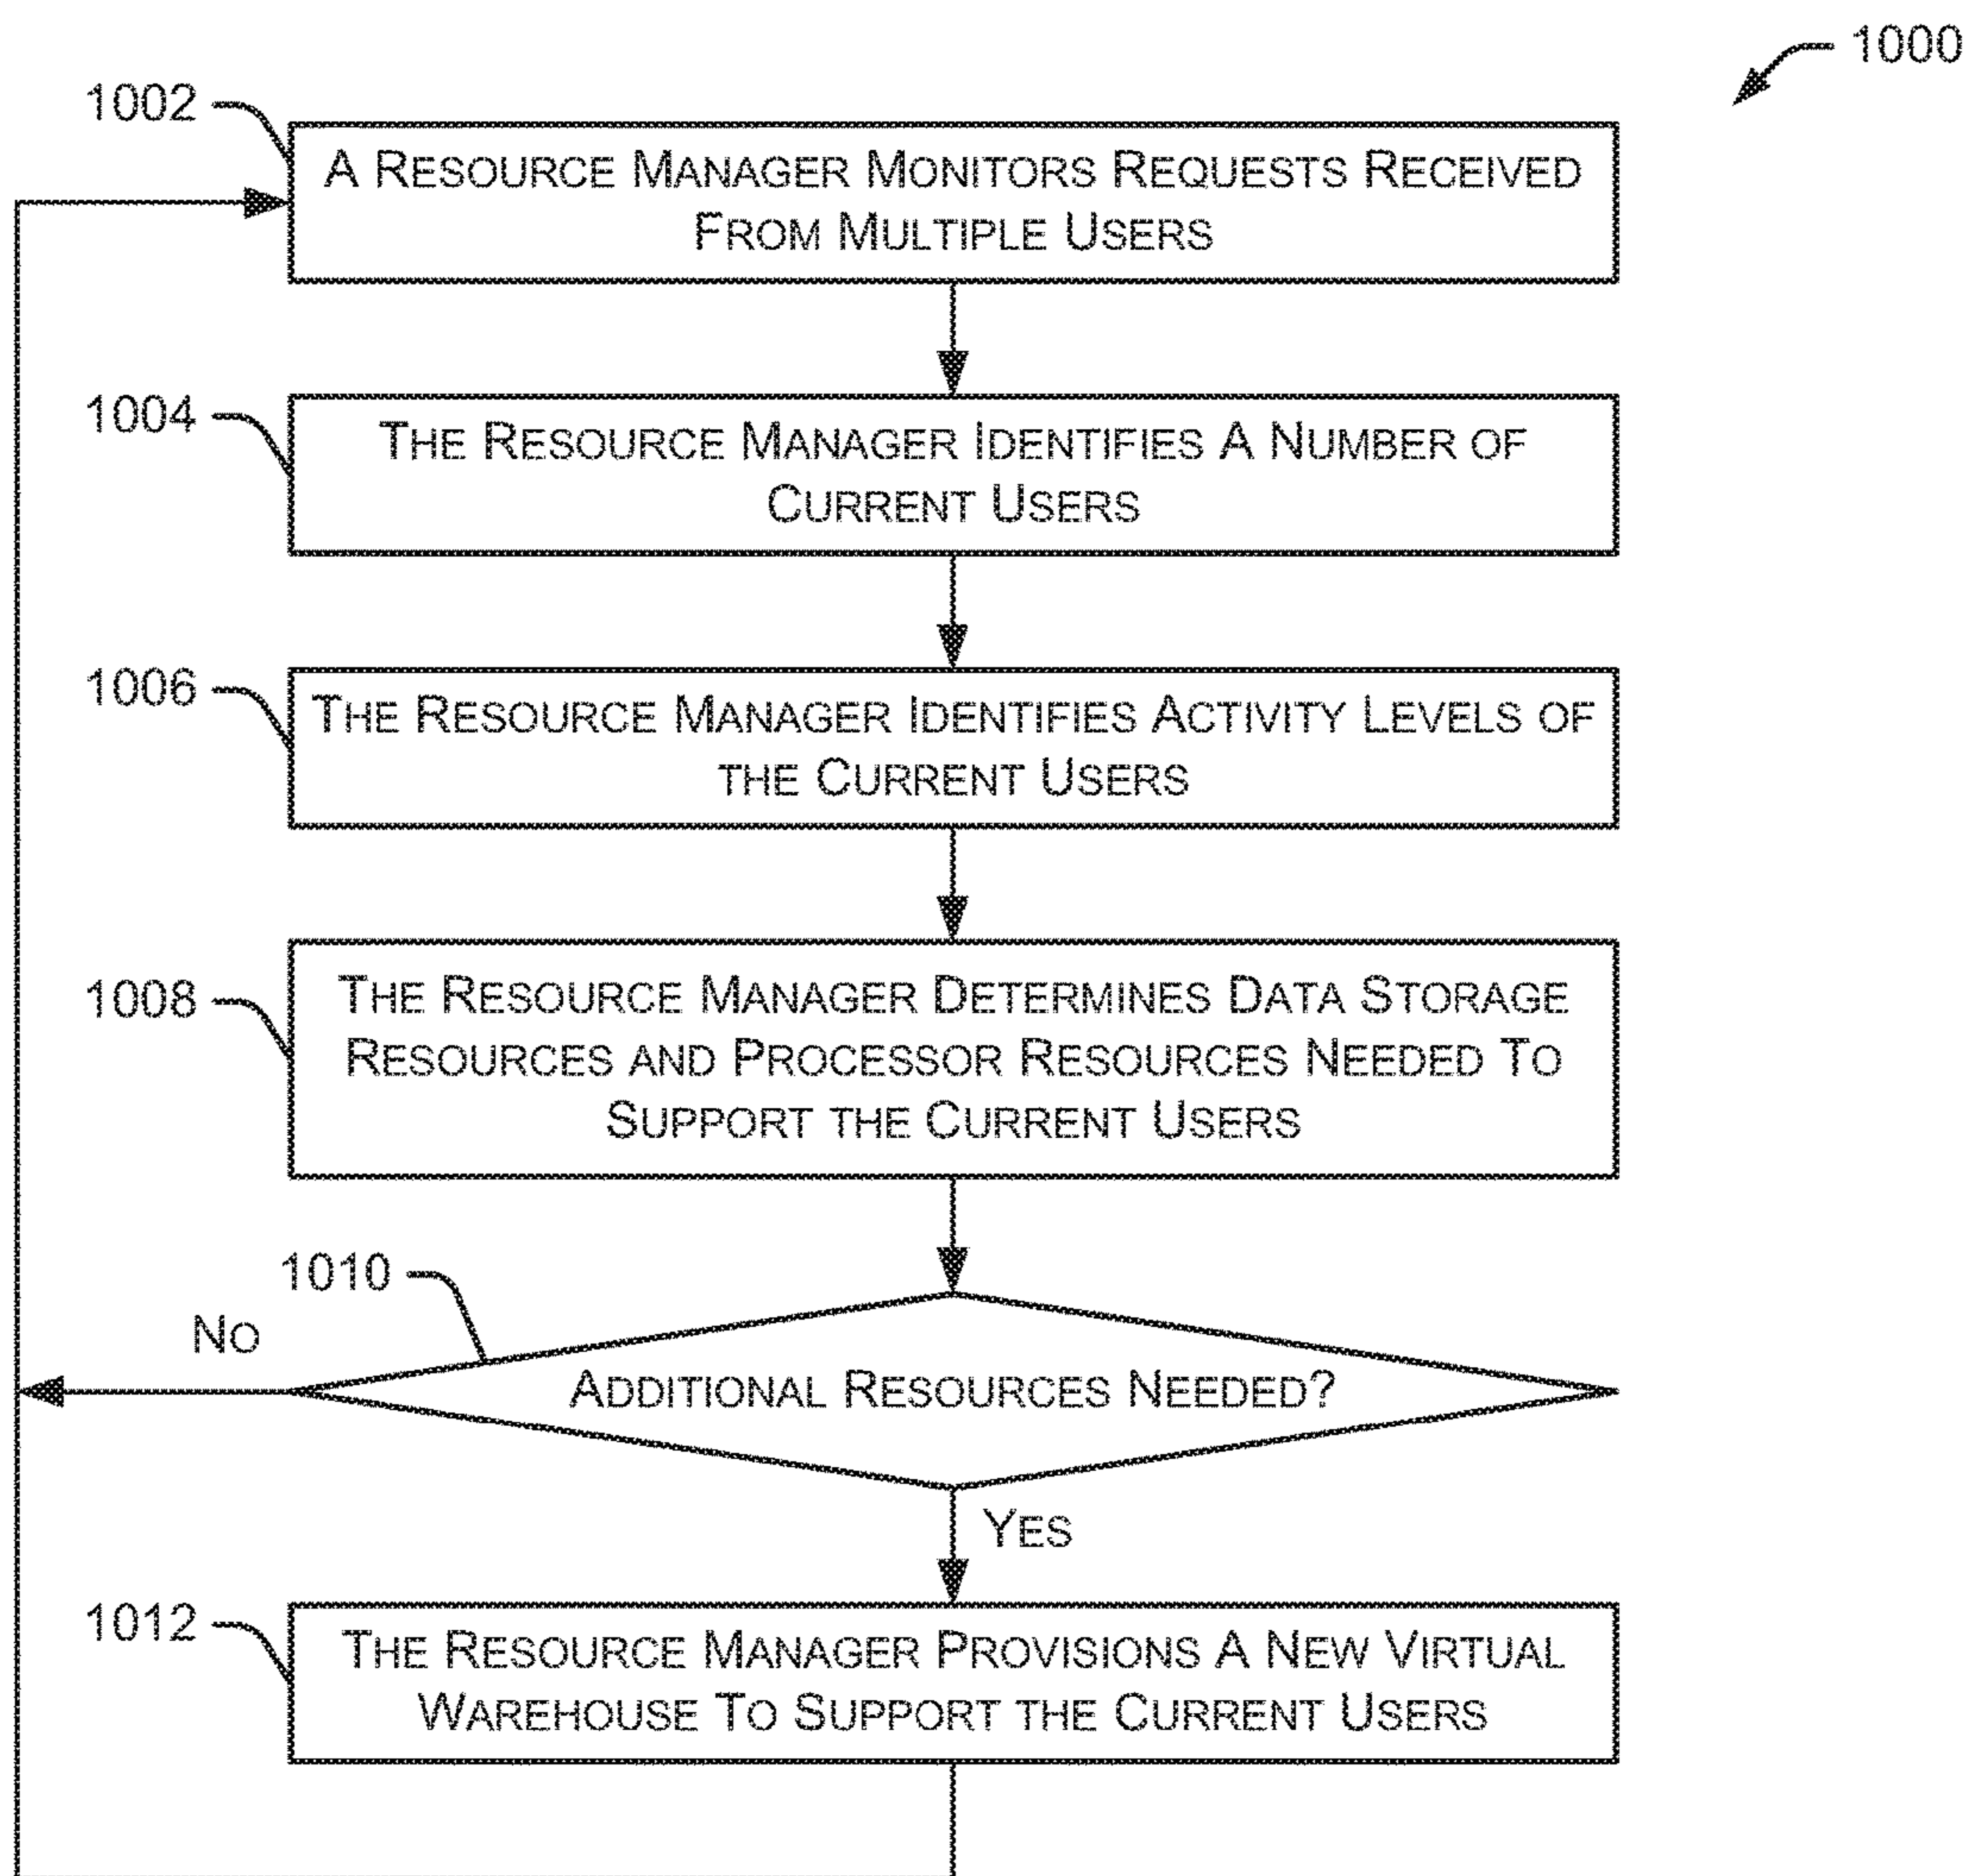 1000
1002
A RESOURCE MANAGER MONITORS REQUESTS RECEIVED
FROM MULTIPLE USERS
1004
THE RESOURCE MANAGER IDENTIFIES A NUMBER OF
CURRENT USERS
1006
THE RESOURCE MANAGER IDENTIFIES ACTIVITY LEVELS OF
THE CURRENT USERS
1008
THE RESOURCE MANAGER DETERMINES DATA STORAGE
RESOURCES AND PROCESSOR RESOURCES NEEDED TO
SUPPORT THE CURRENT USERS
1010
NO
ADDITIONAL RESOURCES NEEDED?
YES
1012
THE RESOURCE MANAGER PROVISIONS A NEW VIRTUAL
WAREHOUSE TO SUPPORT THE CURRENT USERS